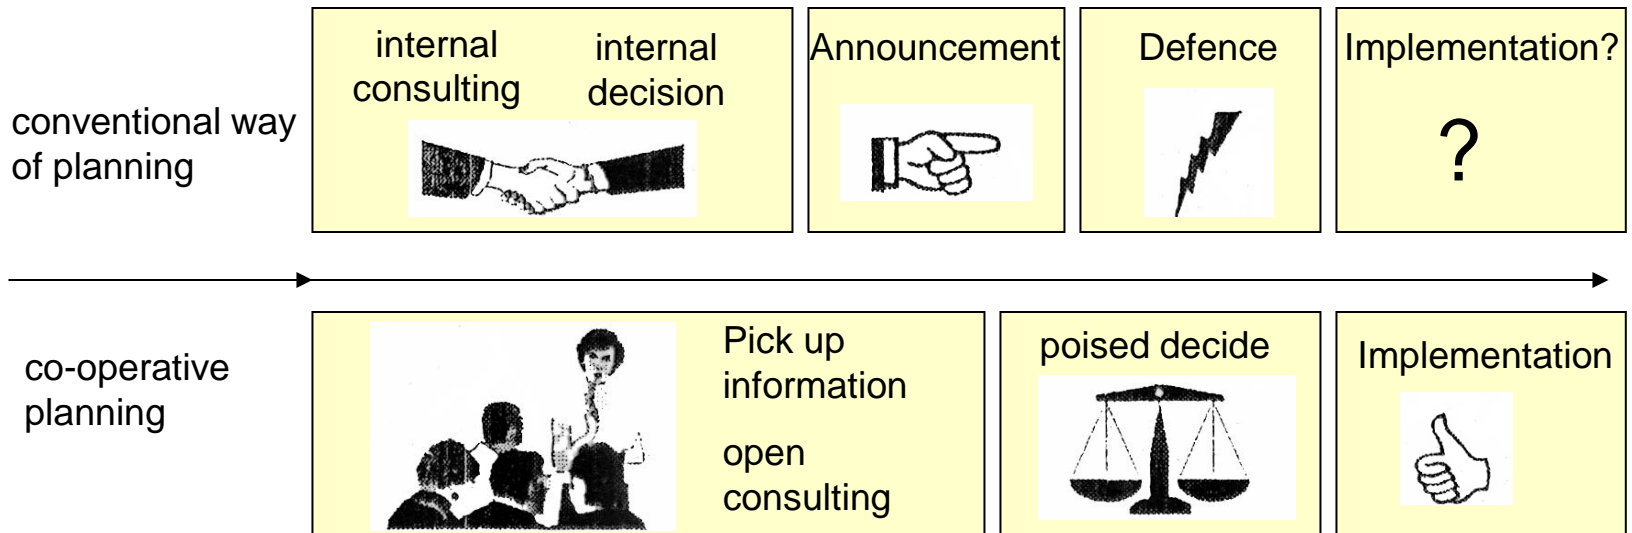 conventional way
of planning
internal
consulting
internal
decision
Announcement
Defence
Implementation?
?
co-operative
planning
Pick up
information
open
consulting
poised decide
Implementation